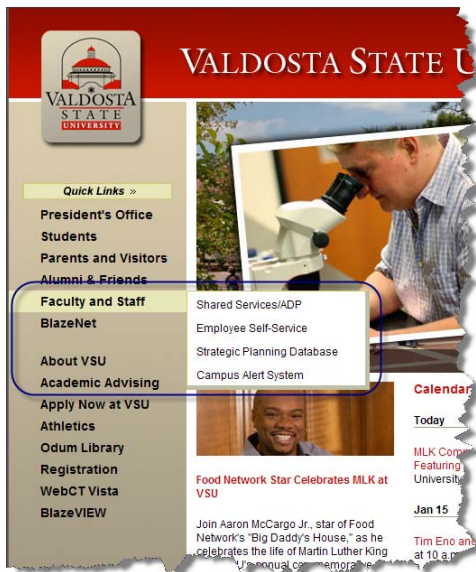 VALDOSTA STATE
VALDOSTA
STATE
UNIVERSITY
Quick Links »
President's Office
Students
Parents and Visitors
Alumni & Friends
Faculty and Staff
BlazeNet
Shared Services/ADP
Employee Self-Service
Strategic Planning Database
Campus Alert System
About VSU
Academic Advising
Apply Now at VSU
Athletics
Odum Library
Registration
WebCT Vista
BlazeVIEW
Food Network Star Celebrates MLK at
VSU
Join Aaron McCargo Jr., star of Food
Network's "Big Daddy's House," as he
celebrates the life of Martin Luther King
annual commemorative
Calendar
Today
MLK
Featuring
University
Jan 15
Tim Eno and
at 10 a.m.